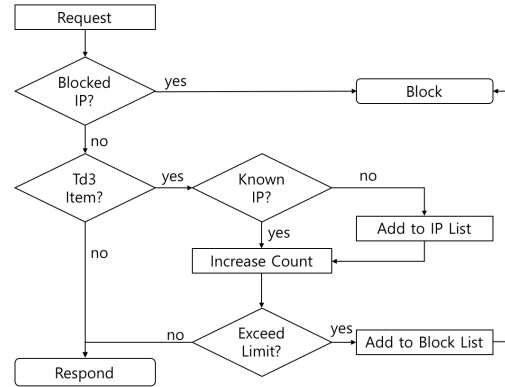 Request
Blocked
IP?
yes
Block
no
Td3
Item?
yes
Known
IP?
no
Add to IP List
yes
no
Increase Count
no
Exceed
Limit?
yes
Add to Block List
Respond